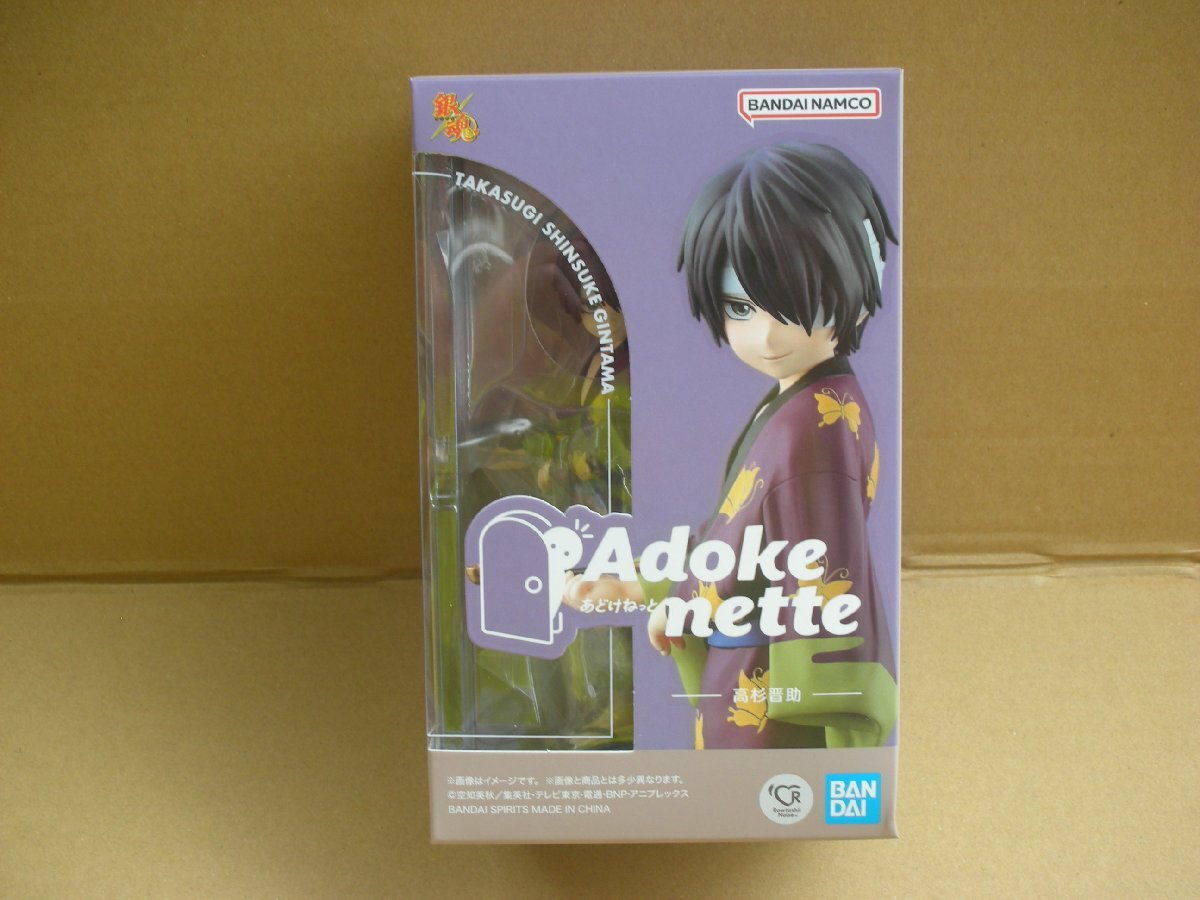 銀魂
BANDAI NAMCO
TAKASUGI SHINSUKE GINTAMA
Adoke
あどけねっと
nette
高杉晋助
※画像はイメージです。 ※画像と商品とは多少異なります。
©空知英秋/集英社・テレビ東京・電通・BNP・アニプレックス
BANDAI SPIRITS MADE IN CHINA
BAN
DAI